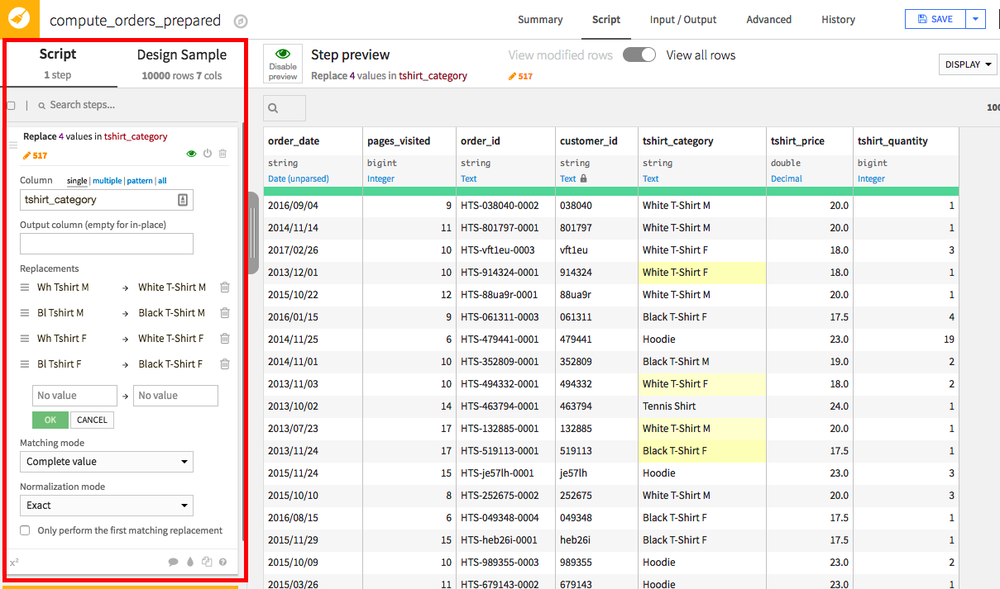 compute_orders_prepared
Summary Script Input / Output Advanced History SAVE
Script Design Sample
1 step 10000 rows 7 cols
Search steps...
Replace 4 values in tshirt_category
517
Column single | multiple | pattern | all
tshirt_category
Output column (empty for in-place)
Replacements
Wh Tshirt M → White T-Shirt M
Bl Tshirt M → Black T-Shirt M
Wh Tshirt F → White T-Shirt F
Bl Tshirt F → Black T-Shirt F
No value → No value
OK CANCEL
Matching mode
Complete value
Normalization mode
Exact
Only perform the first matching replacement
x²
Disable preview
Step preview
Replace 4 values in tshirt_category
View modified rows View all rows
517
DISPLAY
100
order_date pages_visited order_id customer_id tshirt_category tshirt_price tshirt_quantity
string bigint string string string double bigint
Date (unparsed) Integer Text Text Text Decimal Integer
2016/09/04 9 HTS-038040-0002 038040 White T-Shirt M 20.0 1
2014/11/14 11 HTS-801797-0001 801797 White T-Shirt M 20.0 1
2017/02/26 10 HTS-vft1eu-0003 vft1eu White T-Shirt F 18.0 3
2013/12/01 10 HTS-914324-0001 914324 White T-Shirt F 18.0 1
2015/10/22 12 HTS-88ua9r-0001 88ua9r White T-Shirt M 20.0 1
2016/01/15 9 HTS-061311-0003 061311 Black T-Shirt F 17.5 4
2014/11/25 6 HTS-479441-0001 479441 Hoodie 23.0 19
2014/11/01 10 HTS-352809-0001 352809 Black T-Shirt M 19.0 2
2013/11/03 10 HTS-494332-0001 494332 White T-Shirt F 18.0 2
2013/10/02 14 HTS-463794-0001 463794 Tennis Shirt 24.0 1
2013/07/23 17 HTS-132885-0001 132885 White T-Shirt M 20.0 1
2013/11/24 17 HTS-519113-0001 519113 Black T-Shirt F 17.5 1
2015/11/24 15 HTS-je57lh-0001 je57lh Hoodie 23.0 3
2015/10/10 8 HTS-252675-0002 252675 White T-Shirt M 20.0 3
2016/08/15 6 HTS-049348-0004 049348 Black T-Shirt F 17.5 1
2015/11/29 15 HTS-heb26i-0001 heb26i Black T-Shirt F 17.5 1
2015/10/09 10 HTS-989355-0003 989355 Hoodie 23.0 2
2015/03/26 11 HTS-679143-0002 679143 Hoodie 23.0 1